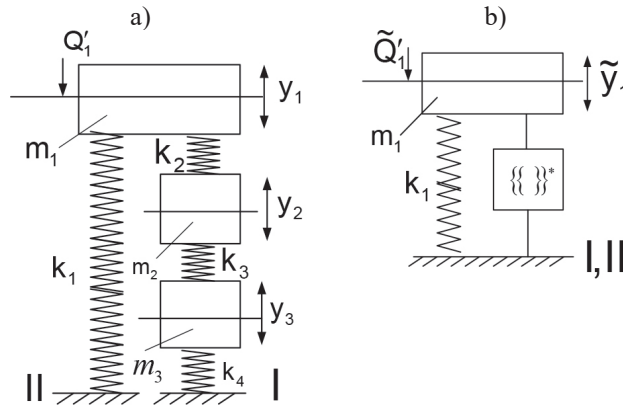 a)
b)
Q̃′₁
Q′₁
ỹ₁
y₁
m₁
m₁
k₂
k₁
{{ }}*
y₂
m₂
k₃
I,II
k₁
y₃
m₃
k₄
II
I